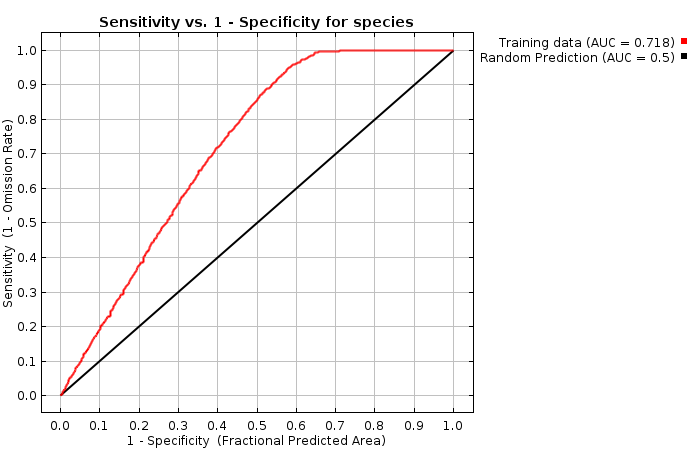 Sensitivity vs. 1 - Specificity for species
Training data (AUC = 0.718)
Random Prediction (AUC = 0.5)
Sensitivity (1 - Omission Rate)
1.0
0.9
0.8
0.7
0.6
0.5
0.4
0.3
0.2
0.1
0.0
0.0 0.1 0.2 0.3 0.4 0.5 0.6 0.7 0.8 0.9 1.0
1 - Specificity (Fractional Predicted Area)